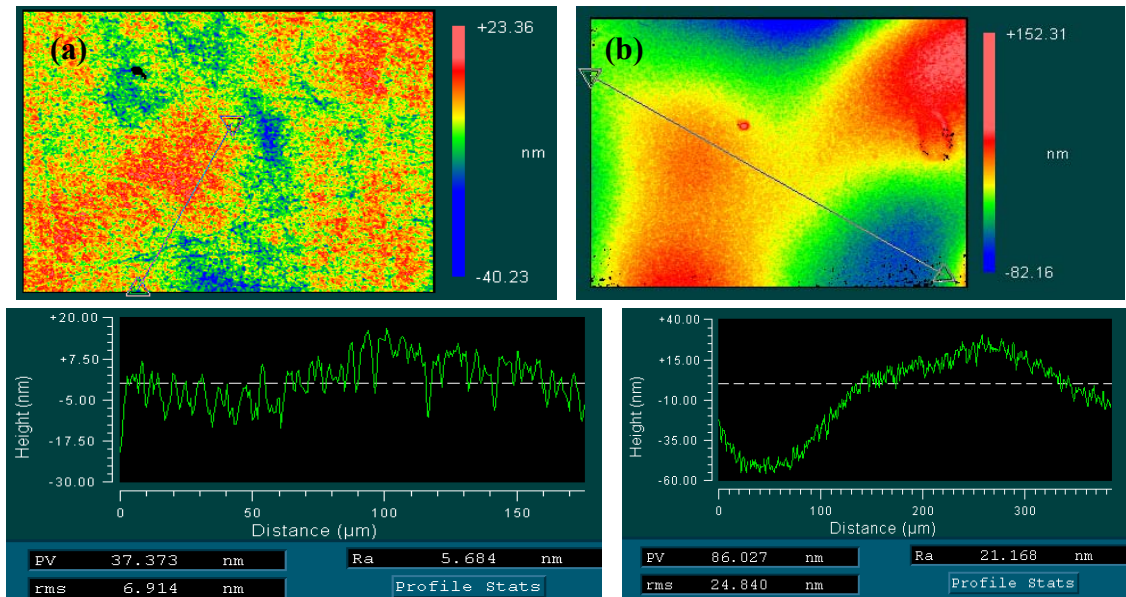 (a)
+23.36
nm
-40.23
(b)
+152.31
nm
-82.16
+20.00
+7.50
-5.00
-17.50
-30.00
Height (nm)
0 50 100 150
Distance (µm)
PV 37.373 nm
rms 6.914 nm
Ra 5.684 nm
Profile Stats
+40.00
+15.00
-10.00
-35.00
-60.00
Height (nm)
0 100 200 300
Distance (µm)
PV 86.027 nm
rms 24.840 nm
Ra 21.168 nm
Profile Stats